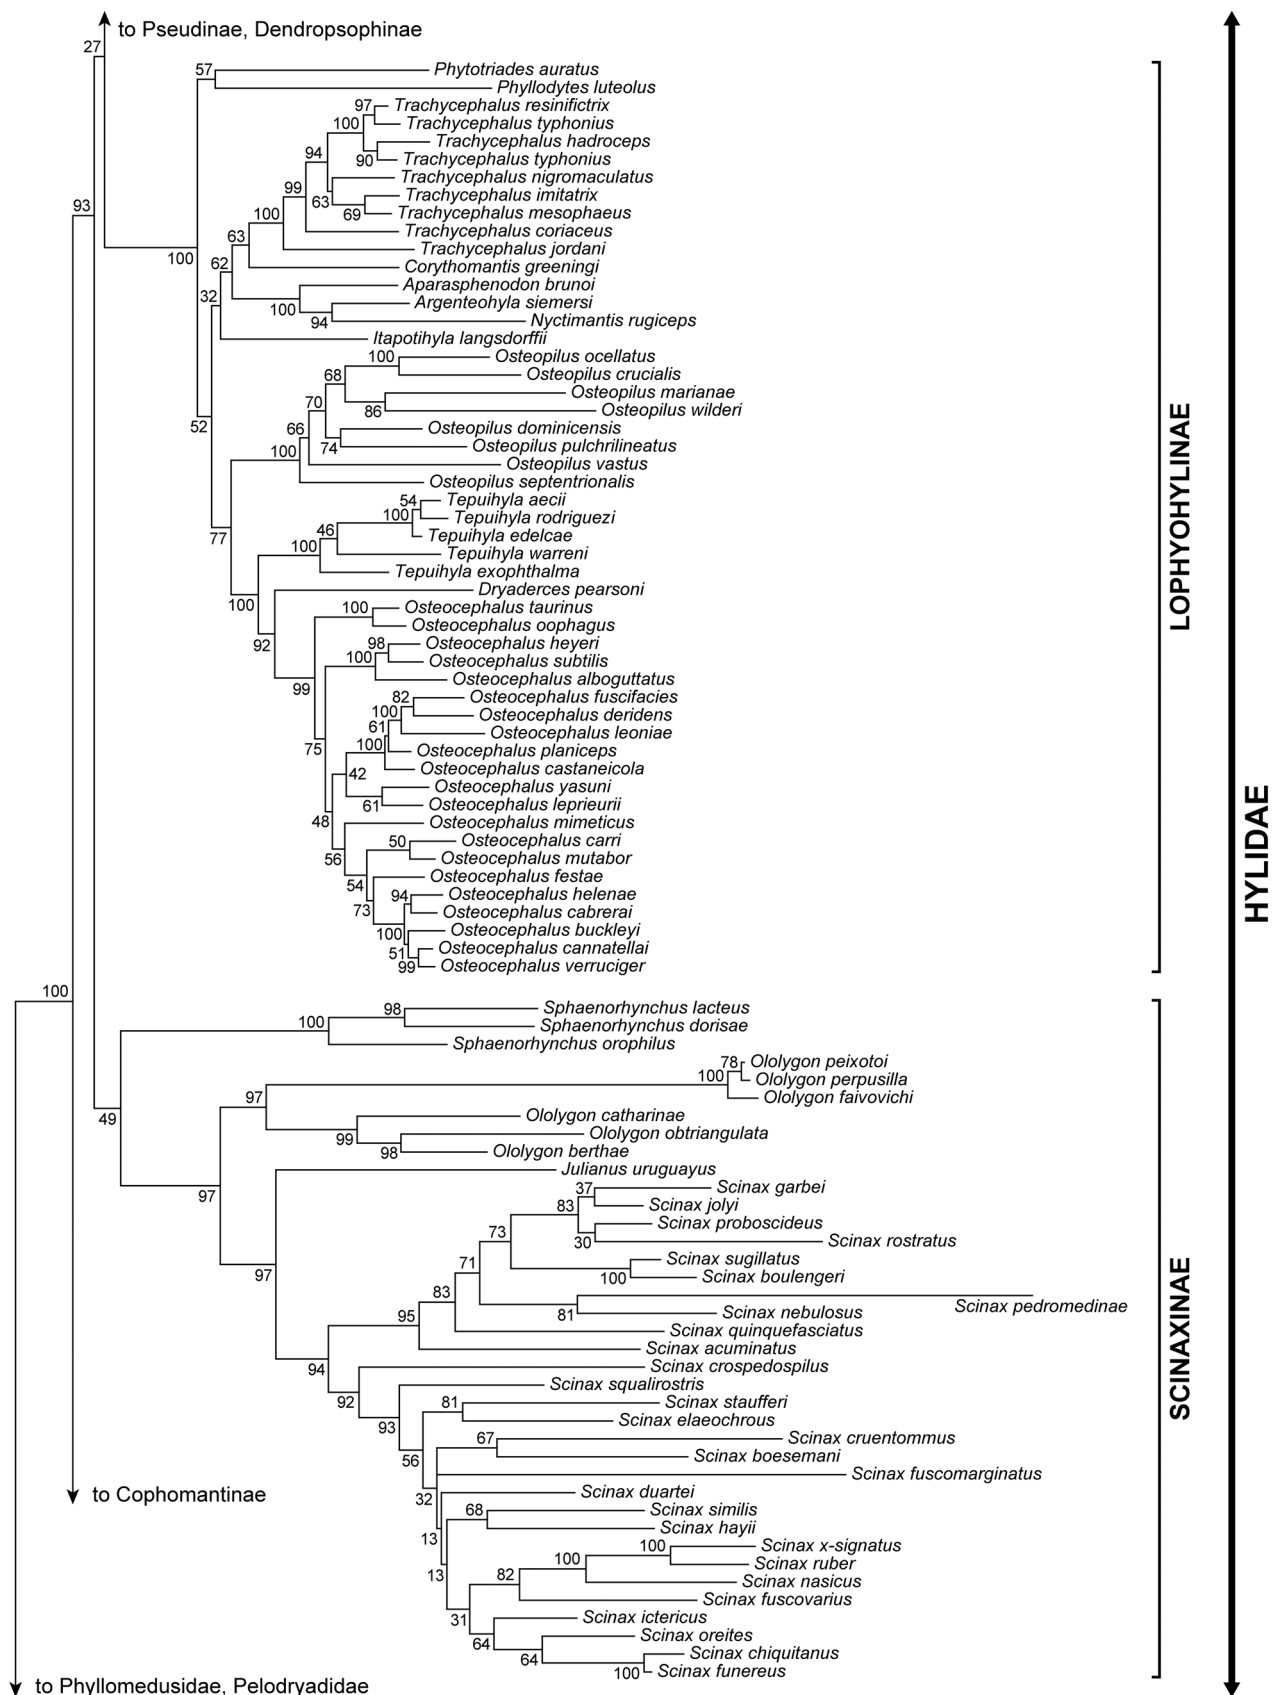 to Pseudinae, Dendropsophinae
27
57
Phytotriades auratus
Phyllodytes luteolus
97
Trachycephalus resinifictrix
100
Trachycephalus typhonius
Trachycephalus hadroceps
90
Trachycephalus typhonius
94
Trachycephalus nigromaculatus
99
63
Trachycephalus imitatrix
69
Trachycephalus mesophaeus
93
100
Trachycephalus coriaceus
63
Trachycephalus jordani
100
62
Corythomantis greeningi
Aparasphenodon brunoi
32
100
Argenteohyla siemersi
94
Nyctimantis rugiceps
Itapotihyla langsdorffii
100
Osteopilus ocellatus
68
Osteopilus crucialis
Osteopilus marianae
70
86
Osteopilus wilderi
52
66
Osteopilus dominicensis
74
Osteopilus pulchrilineatus
100
Osteopilus vastus
Osteopilus septentrionalis
54
Tepuihyla aecii
100
Tepuihyla rodriguezi
77
46
Tepuihyla edelcae
100
Tepuihyla warreni
Tepuihyla exophthalma
Dryaderces pearsoni
100
100
Osteocephalus taurinus
Osteocephalus oophagus
92
98
Osteocephalus heyeri
100
Osteocephalus subtilis
Osteocephalus alboguttatus
99
82
Osteocephalus fuscifacies
100
Osteocephalus deridens
61
Osteocephalus leoniae
75
100
Osteocephalus planiceps
42
Osteocephalus castaneicola
Osteocephalus yasuni
61
Osteocephalus leprieurii
48
Osteocephalus mimeticus
50
Osteocephalus carri
56
Osteocephalus mutabor
54
Osteocephalus festae
94
Osteocephalus helenae
73
Osteocephalus cabrerai
100
Osteocephalus buckleyi
51
Osteocephalus cannatellai
99
Osteocephalus verruciger
LOPHYOHYLINAE
HYLIDAE
100
98
Sphaenorhynchus lacteus
100
Sphaenorhynchus dorisae
Sphaenorhynchus orophilus
78
Ololygon peixotoi
100
Ololygon perpusilla
97
Ololygon faivovichi
49
Ololygon catharinae
99
Ololygon obtriangulata
98
Ololygon berthae
Julianus uruguayus
97
37
Scinax garbei
83
Scinax jolyi
Scinax proboscideus
73
30
Scinax rostratus
71
Scinax sugillatus
97
100
Scinax boulengeri
83
Scinax pedromedinae
95
81
Scinax nebulosus
Scinax quinquefasciatus
Scinax acuminatus
94
Scinax crospedospilus
Scinax squalirostris
92
81
Scinax staufferi
93
Scinax elaeochrous
67
Scinax cruentommus
56
Scinax boesemani
Scinax fuscomarginatus
32
Scinax duartei
68
Scinax similis
13
Scinax hayii
100
Scinax x-signatus
100
Scinax ruber
13
82
Scinax nasicus
Scinax fuscovarius
31
Scinax ictericus
64
Scinax oreites
64
Scinax chiquitanus
100
Scinax funereus
SCINAXINAE
to Cophomantinae
to Phyllomedusidae, Pelodryadidae